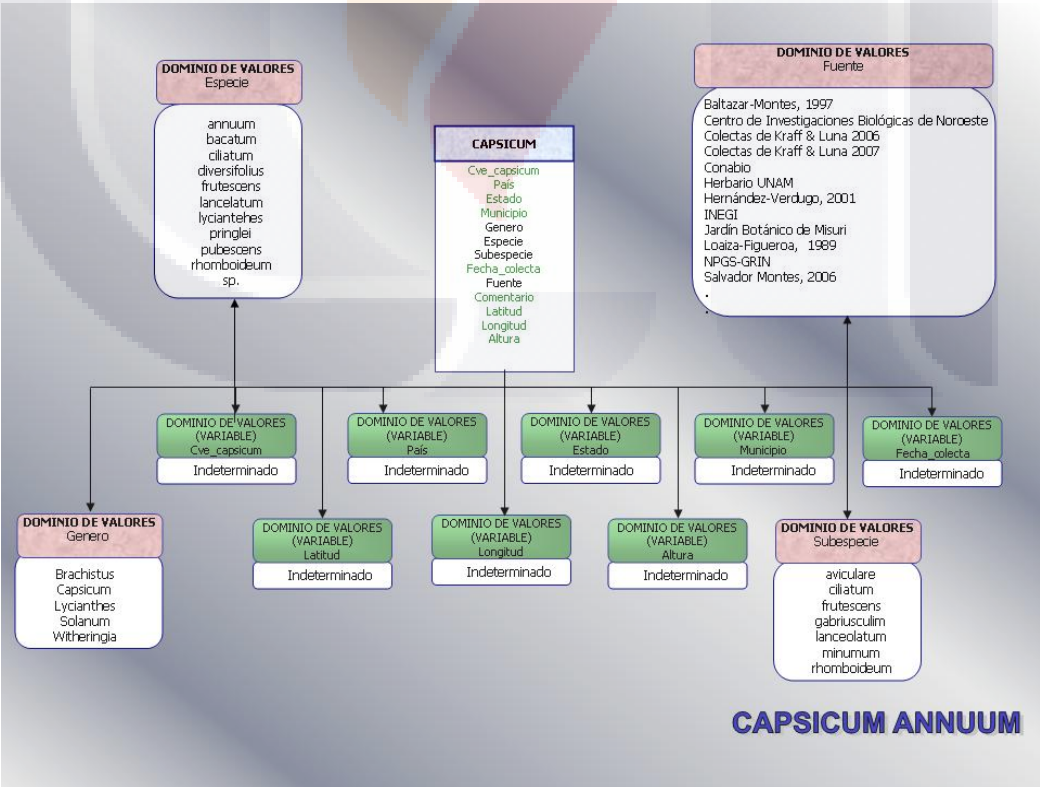 DOMINIO DE VALORES
Especie
annuum
bacatum
ciliatum
diversifolius
frutescens
lancelatum
lyciantehes
pringlei
pubescens
rhomboideum
sp.
CAPSICUM
Cve_capsicum
País
Estado
Municipio
Genero
Especie
Subespecie
Fecha_colecta
Fuente
Comentario
Latitud
Longitud
Altura
DOMINIO DE VALORES
Fuente
Baltazar-Montes, 1997
Centro de Investigaciones Biológicas de Noroeste
Colectas de Kraff & Luna 2006
Colectas de Kraff & Luna 2007
Conabio
Herbario UNAM
Hernández-Verdugo, 2001
INEGI
Jardín Botánico de Misuri
Loaiza-Figueroa, 1989
NPGS-GRIN
Salvador Montes, 2006
.
.
DOMINIO DE VALORES
(VARIABLE)
Cve_capsicum
Indeterminado
DOMINIO DE VALORES
(VARIABLE)
País
Indeterminado
DOMINIO DE VALORES
(VARIABLE)
Estado
Indeterminado
DOMINIO DE VALORES
(VARIABLE)
Municipio
Indeterminado
DOMINIO DE VALORES
(VARIABLE)
Fecha_colecta
Indeterminado
DOMINIO DE VALORES
Genero
Brachistus
Capsicum
Lycianthes
Solanum
Witheringia
DOMINIO DE VALORES
(VARIABLE)
Latitud
Indeterminado
DOMINIO DE VALORES
(VARIABLE)
Longitud
Indeterminado
DOMINIO DE VALORES
(VARIABLE)
Altura
Indeterminado
DOMINIO DE VALORES
Subespecie
aviculare
ciliatum
frutescens
gabriusculim
lanceolatum
minumum
rhomboideum
CAPSICUM ANNUUM